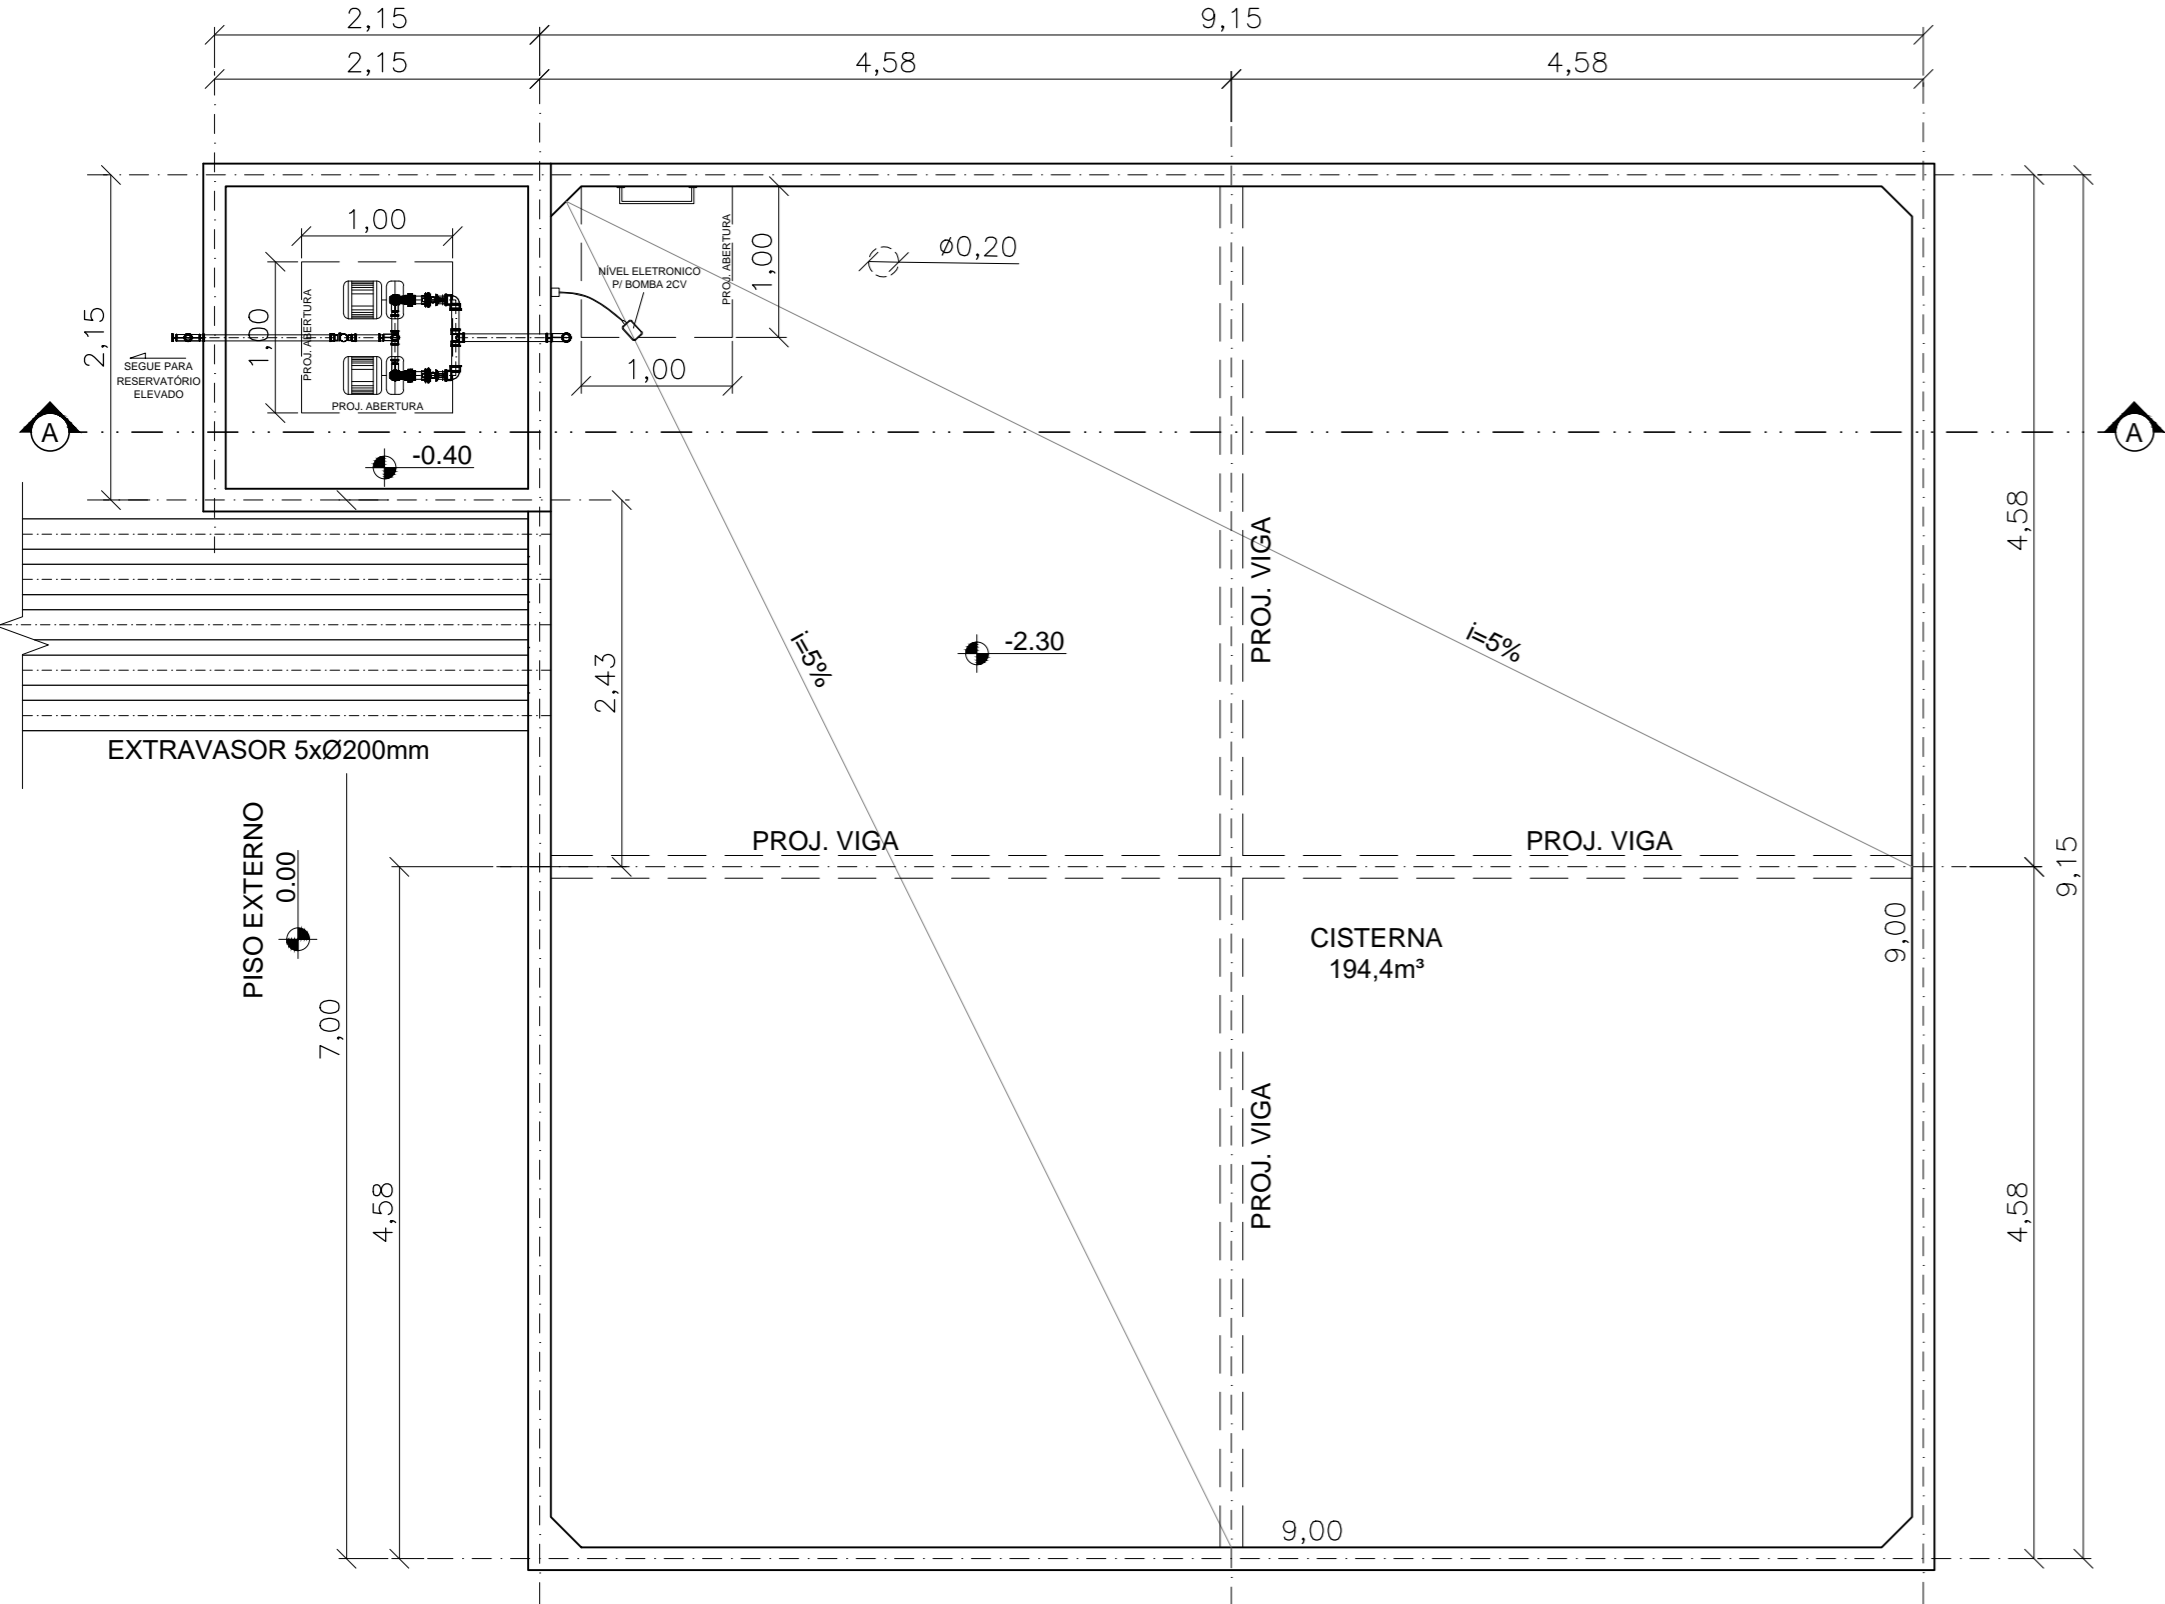 2,15
9,15
2,15
4,58
4,58
1,00
1,00
PROJ. ABERTURA
PROJ. ABERTURA
2,15
SEGUE PARA
RESERVATÓRIO
ELEVADO
NÍVEL ELETRONICO
P/ BOMBA 2CV
PROJ. ABERTURA
1,00
1,00
ø0,20
A
A
-0.40
4,58
PROJ. VIGA
i=5%
i=5%
-2.30
2,43
EXTRAVASOR 5xØ200mm
PISO EXTERNO
0.00
PROJ. VIGA
PROJ. VIGA
9,15
9,00
CISTERNA
194,4m³
7,00
4,58
PROJ. VIGA
4,58
9,00